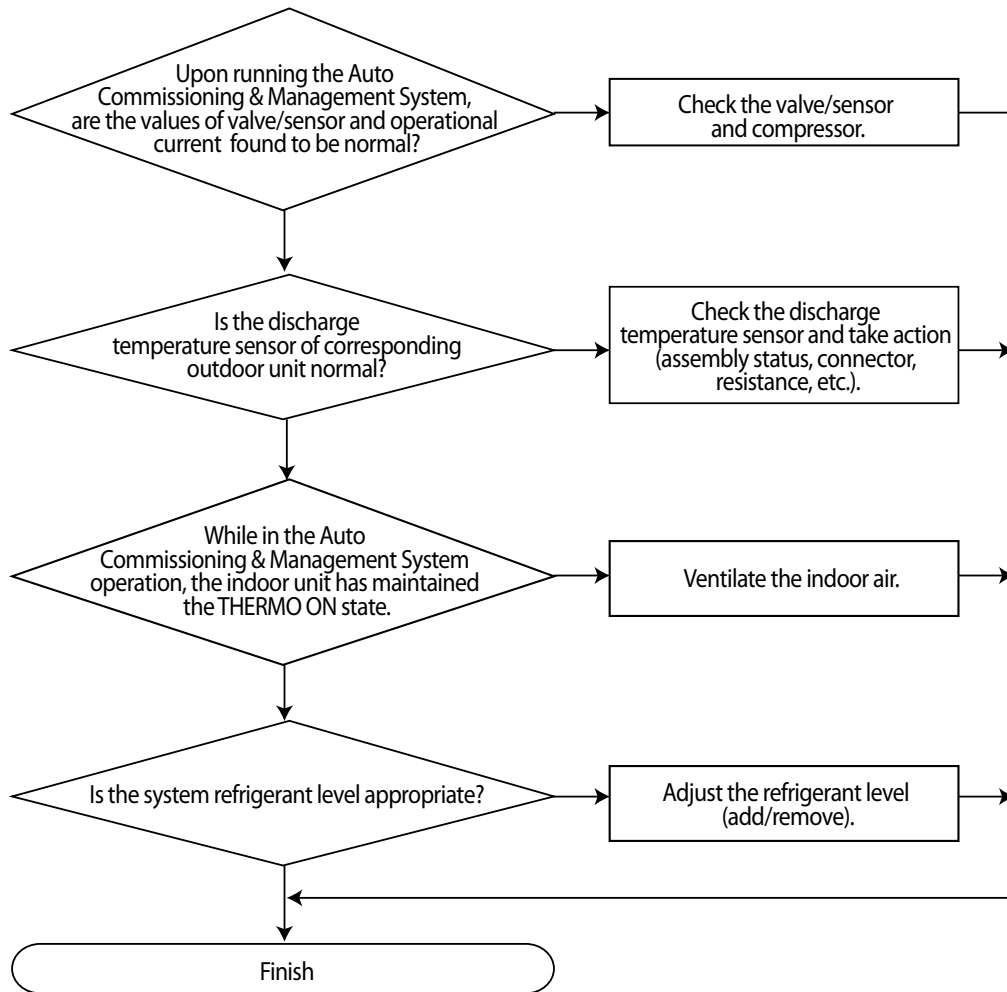 Upon running the Auto
Commissioning & Management System,
are the values of valve/sensor and operational
current found to be normal?
Check the valve/sensor
and compressor.
Is the discharge
temperature sensor of corresponding
outdoor unit normal?
Check the discharge
temperature sensor and take action
(assembly status, connector,
resistance, etc.).
While in the Auto
Commissioning & Management System
operation, the indoor unit has maintained
the THERMO ON state.
Ventilate the indoor air.
Is the system refrigerant level appropriate?
Adjust the refrigerant level
(add/remove).
Finish